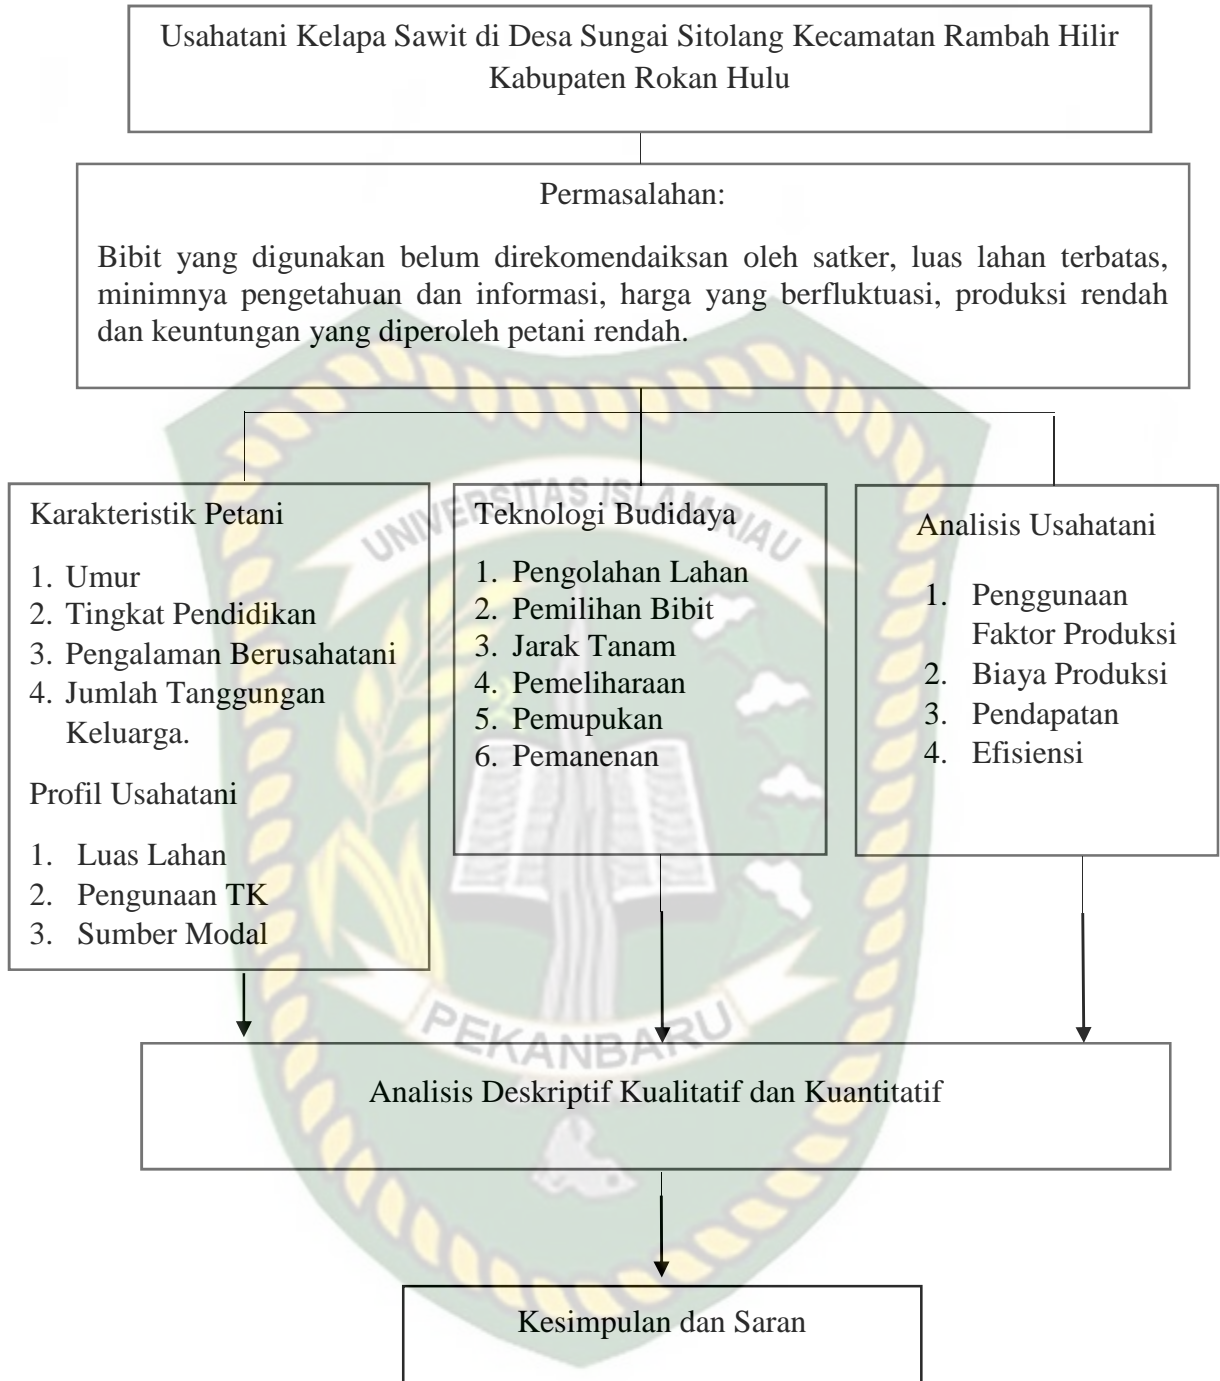 Usahatani Kelapa Sawit di Desa Sungai Sitolang Kecamatan Rambah Hilir
Kabupaten Rokan Hulu
Permasalahan:
Bibit yang digunakan belum direkomendaiksan oleh satker, luas lahan terbatas,
minimnya pengetahuan dan informasi, harga yang berfluktuasi, produksi rendah
dan keuntungan yang diperoleh petani rendah.
Karakteristik Petani
1. Umur
2. Tingkat Pendidikan
3. Pengalaman Berusahatani
4. Jumlah Tanggungan
Keluarga.
Profil Usahatani
1. Luas Lahan
2. Pengunaan TK
3. Sumber Modal
Teknologi Budidaya
1. Pengolahan Lahan
2. Pemilihan Bibit
3. Jarak Tanam
4. Pemeliharaan
5. Pemupukan
6. Pemanenan
Analisis Usahatani
1. Penggunaan
Faktor Produksi
2. Biaya Produksi
3. Pendapatan
4. Efisiensi
Analisis Deskriptif Kualitatif dan Kuantitatif
Kesimpulan dan Saran
UNIVERSITAS ISLAM RIAU
PEKANBARU